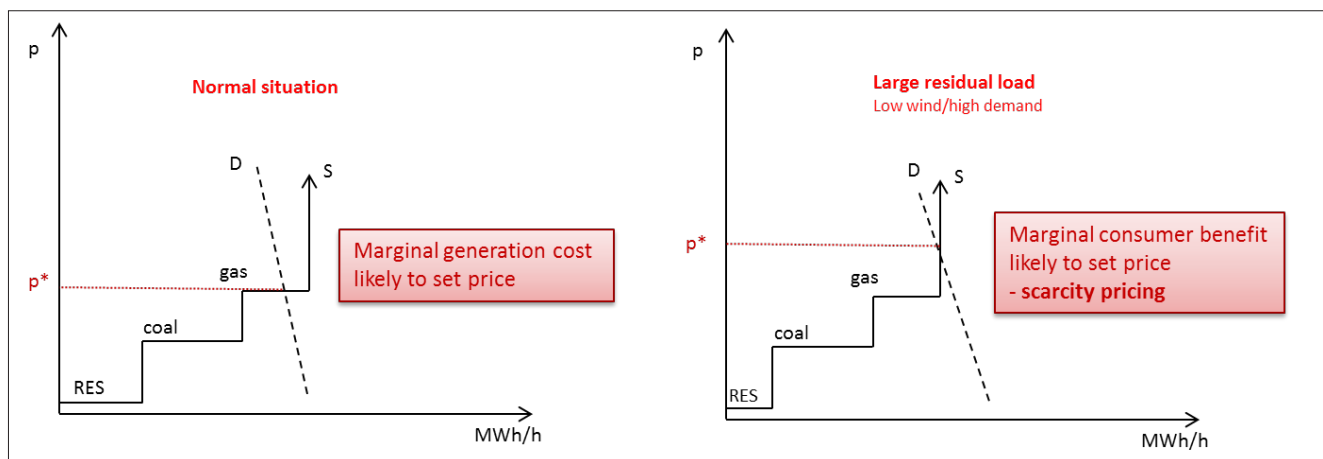 p
Normal situation
D
S
Marginal generation cost
likely to set price
gas
p*
coal
RES
MWh/h
p
Large residual load
Low wind/high demand
D
S
p*
Marginal consumer benefit
likely to set price
- scarcity pricing
gas
coal
RES
MWh/h